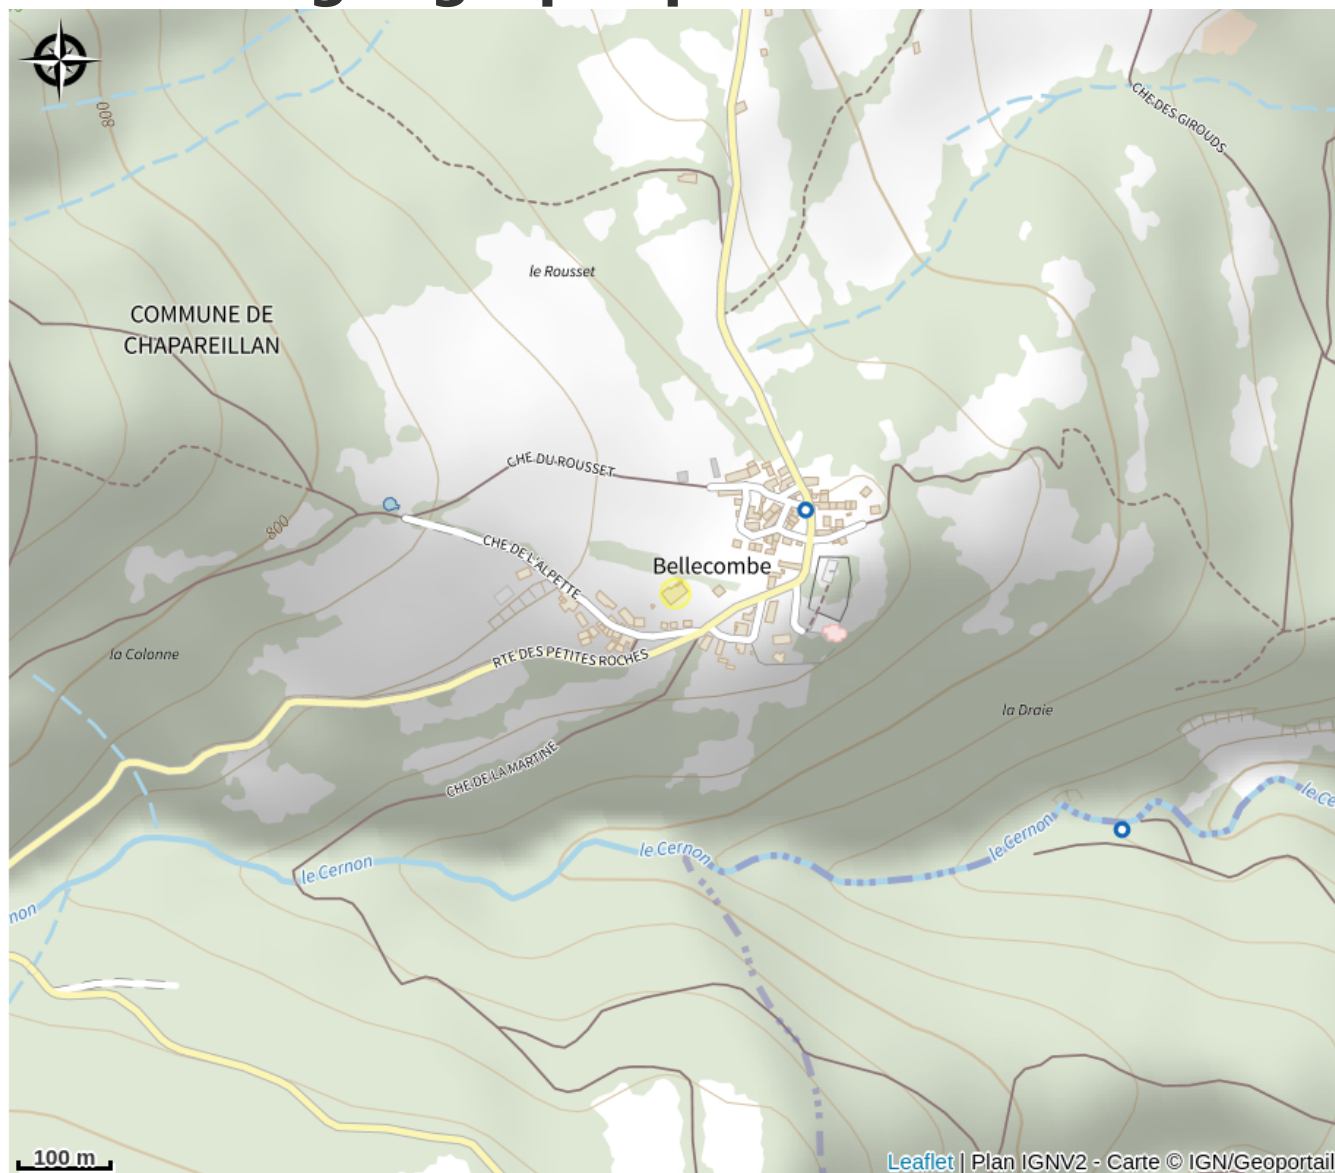 CHE DES GIROUDS
800
le Rousset
COMMUNE DE
CHAPAREILLAN
CHE DU ROUSSET
800
CHE DE L'ALPETTE
Bellecombe
la Colonne
RTE DES PETITES ROCHES
la Draie
CHE DE LA MARTINE
le Ce
le Cernon
le Cernon
le Cernon
non
100 m
Leaflet | Plan IGNV2 - Carte © IGN/Geoportail